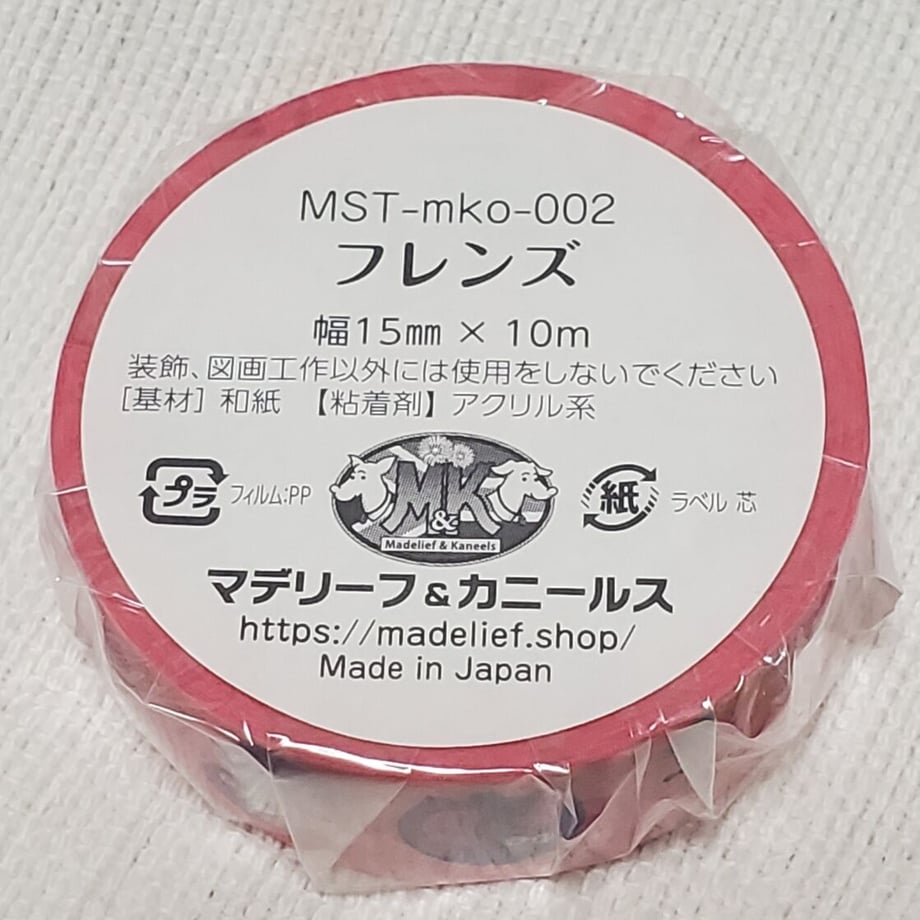 MST-mko-002
フレンズ
幅15㎜ × 10m
装飾、図画工作以外には使用をしないでください
[基材] 和紙 【粘着剤】アクリル系
プラ フィルム:PP
M&K
Madelief & Kaneels
紙 ラベル 芯
マデリーフ&カニールス
https://madelief.shop/
Made in Japan